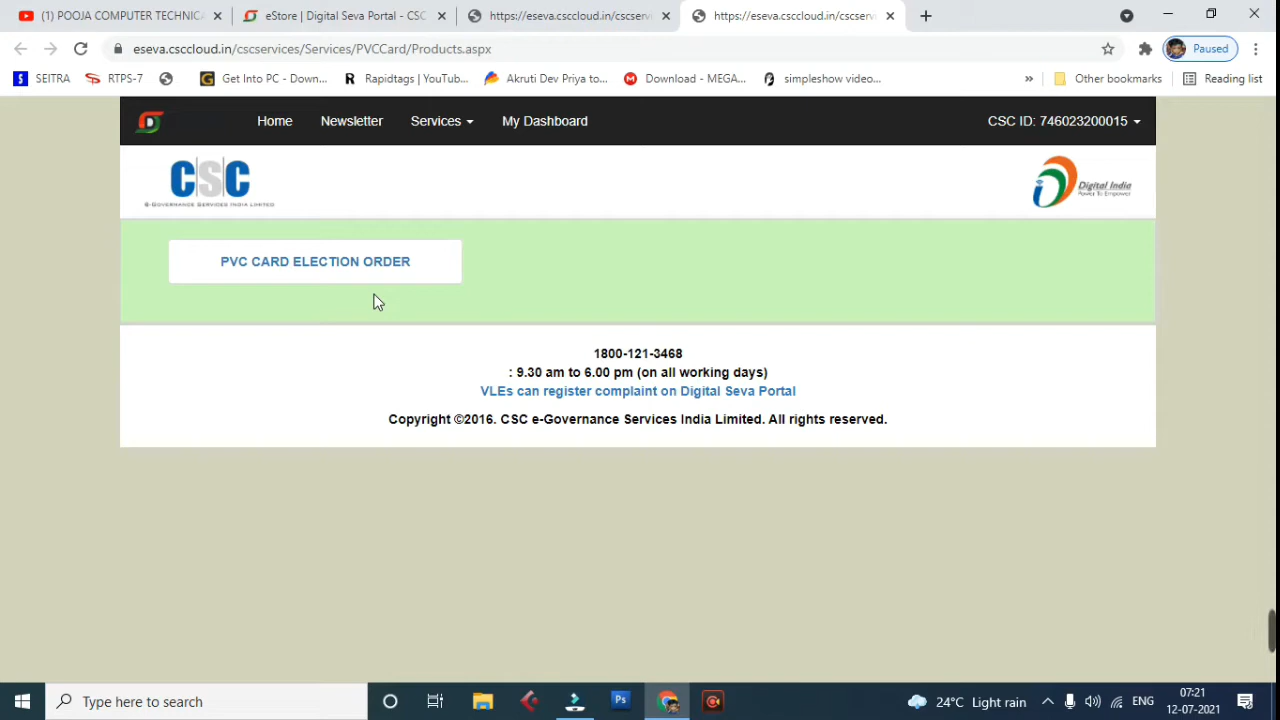 (1) POOJA COMPUTER TECHNICA
eStore | Digital Seva Portal - CSC
https://eseva.csccloud.in/cscserv
https://eseva.csccloud.in/cscserv
eseva.csccloud.in/cscservices/Services/PVCCard/Products.aspx
Paused
SEITRA
RTPS-7
Get Into PC - Down...
Rapidtags | YouTub...
Akruti Dev Priya to...
Download - MEGA...
simpleshow video...
»
Other bookmarks
Reading list
Home
Newsletter
Services
My Dashboard
CSC ID: 746023200015
CSC
E-GOVERNANCE SERVICES INDIA LIMITED
Digital India
Power To Empower
PVC CARD ELECTION ORDER
1800-121-3468
: 9.30 am to 6.00 pm (on all working days)
VLEs can register complaint on Digital Seva Portal
Copyright ©2016. CSC e-Governance Services India Limited. All rights reserved.
Type here to search
Ps
24°C Light rain
ENG
07:21
12-07-2021